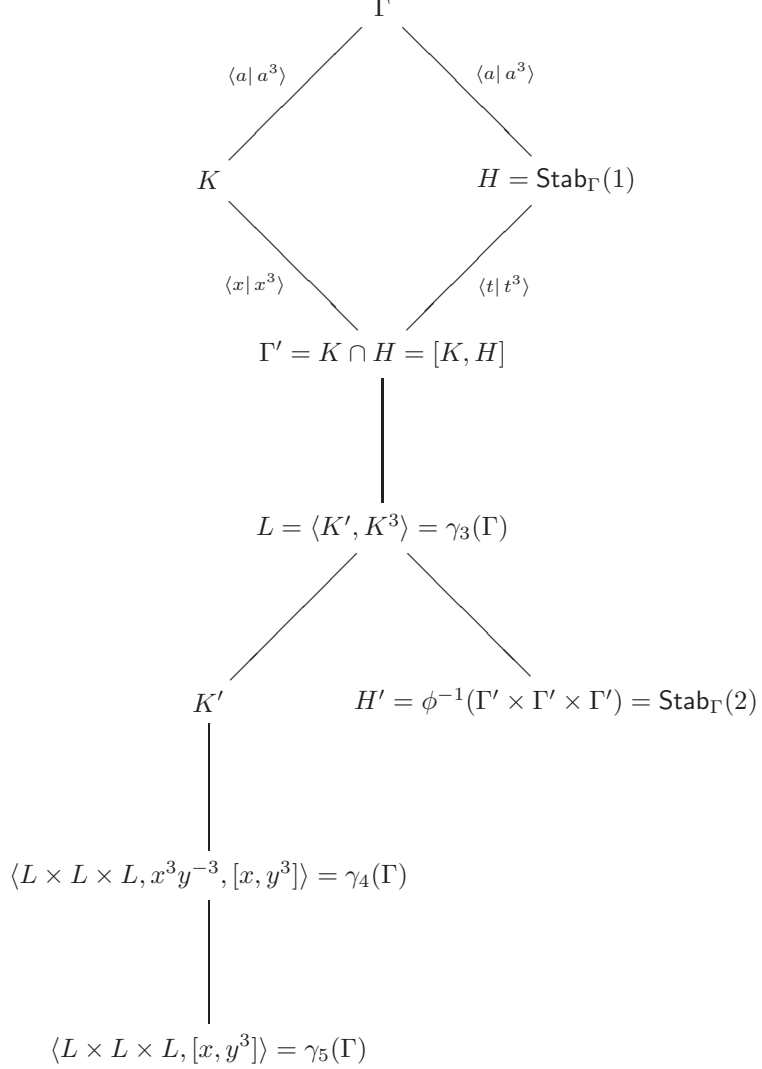 Γ
⟨a| a³⟩ ⟨a| a³⟩
K H = Stab_Γ(1)
⟨x| x³⟩ ⟨t| t³⟩
Γ′ = K ∩ H = [K, H]
L = ⟨K′, K³⟩ = γ₃(Γ)
K′ H′ = ϕ⁻¹(Γ′ × Γ′ × Γ′) = Stab_Γ(2)
⟨L × L × L, x³y⁻³, [x, y³]⟩ = γ₄(Γ)
⟨L × L × L, [x, y³]⟩ = γ₅(Γ)